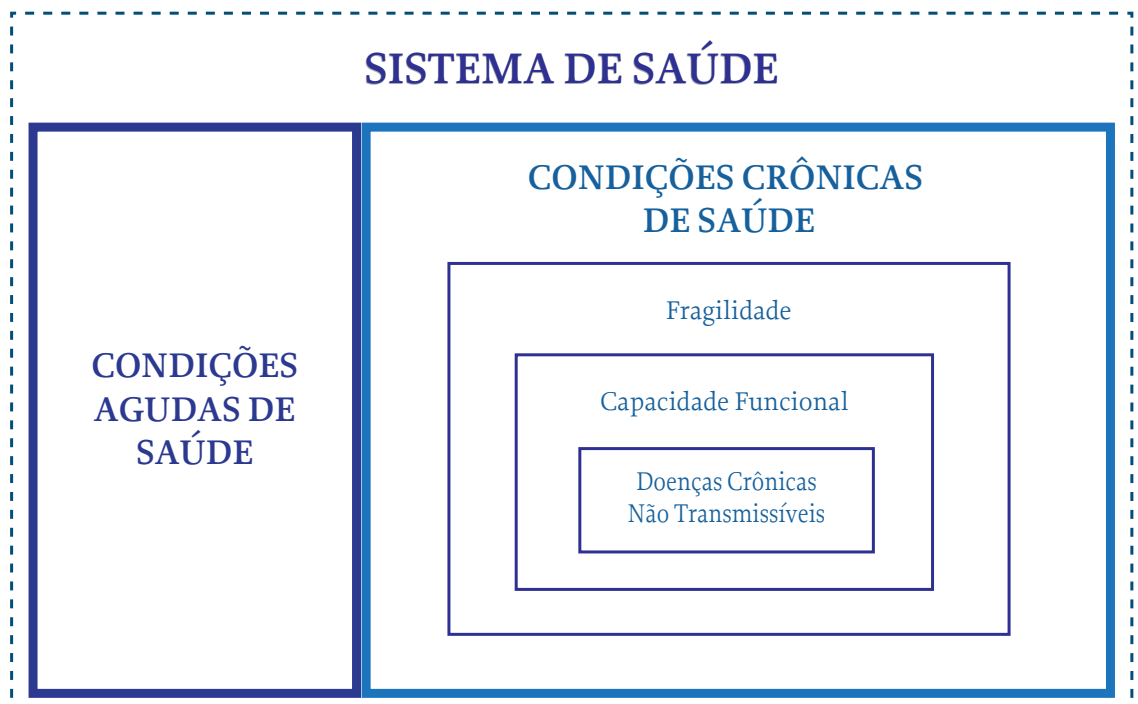 SISTEMA DE SAÚDE
CONDIÇÕES
AGUDAS DE
SAÚDE
CONDIÇÕES CRÔNICAS
DE SAÚDE
Fragilidade
Capacidade Funcional
Doenças Crônicas
Não Transmissíveis